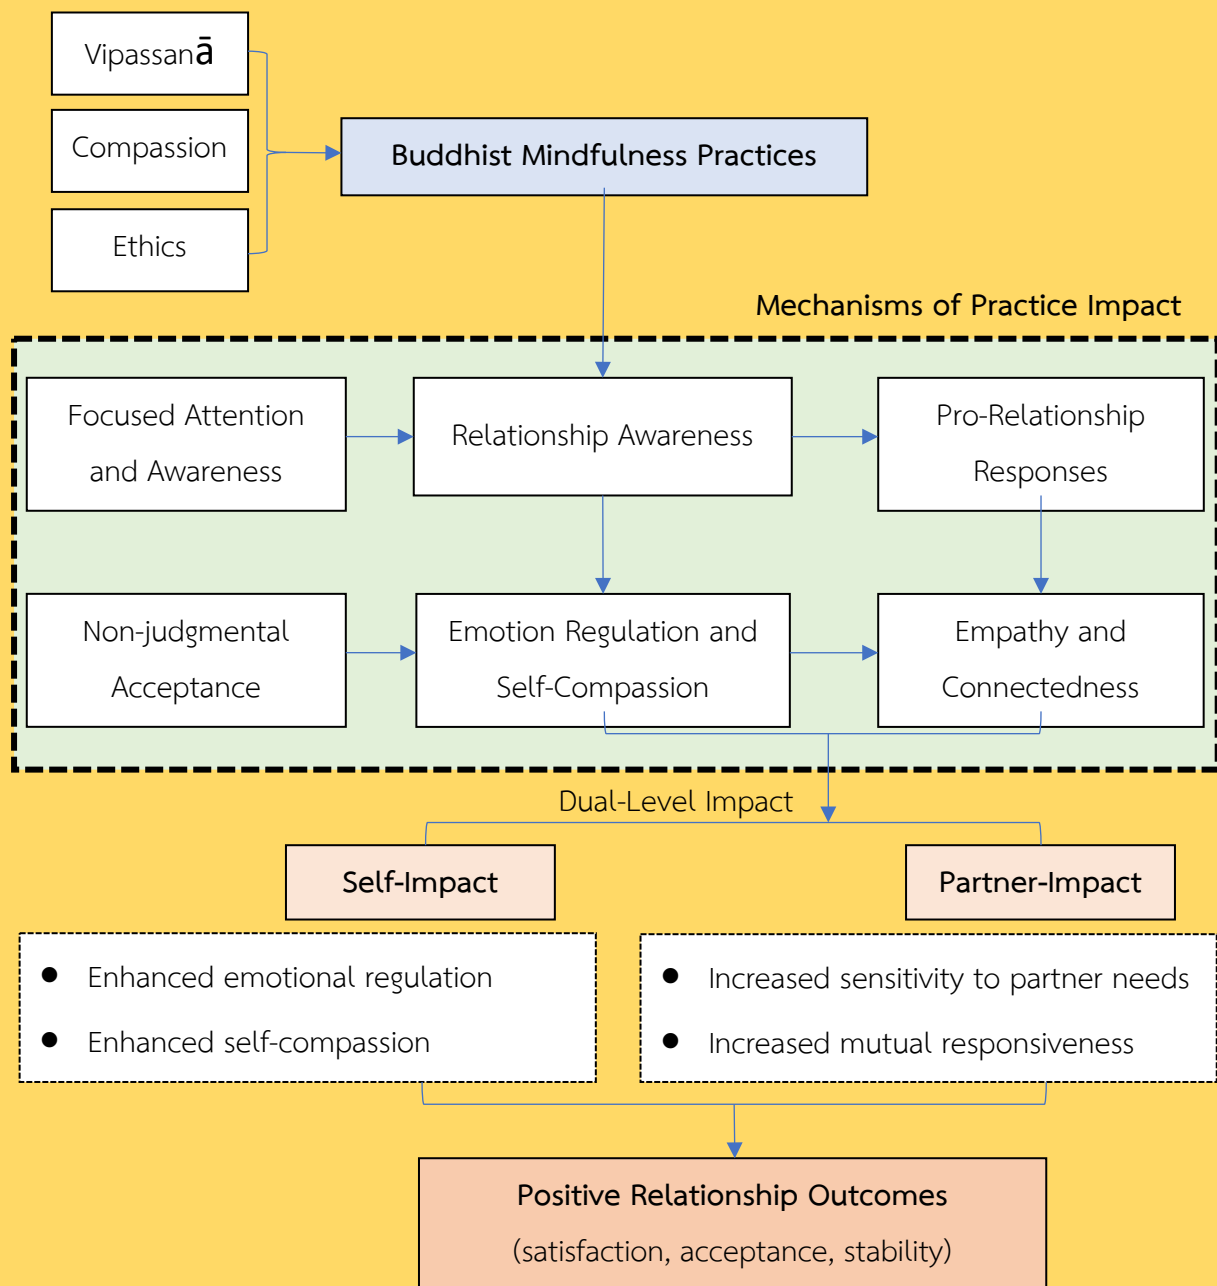 Vipassanā
Compassion
Ethics
Buddhist Mindfulness Practices
Mechanisms of Practice Impact
Focused Attention
and Awareness
Relationship Awareness
Pro-Relationship
Responses
Non-judgmental
Acceptance
Emotion Regulation and
Self-Compassion
Empathy and
Connectedness
Dual-Level Impact
Self-Impact
Partner-Impact
● Enhanced emotional regulation
● Enhanced self-compassion
● Increased sensitivity to partner needs
● Increased mutual responsiveness
Positive Relationship Outcomes
(satisfaction, acceptance, stability)